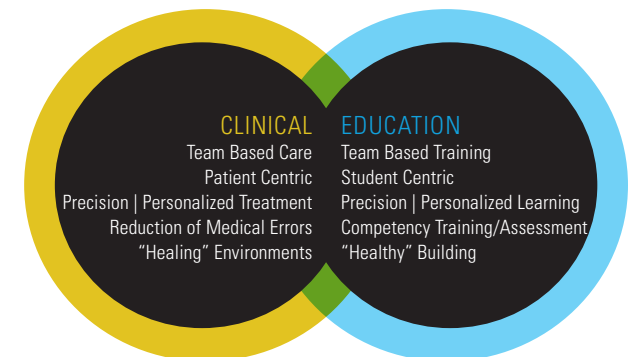 CLINICAL
Team Based Care
Patient Centric
Precision | Personalized Treatment
Reduction of Medical Errors
“Healing” Environments
EDUCATION
Team Based Training
Student Centric
Precision | Personalized Learning
Competency Training/Assessment
“Healthy” Building